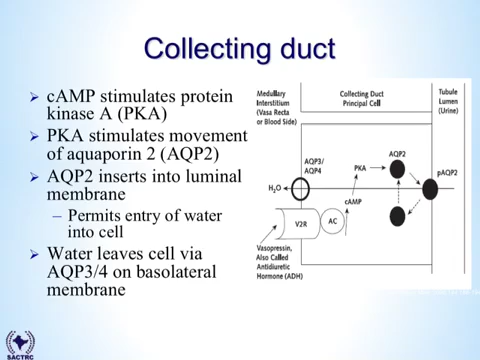 Collecting duct
cAMP stimulates protein
kinase A (PKA)
PKA stimulates movement
of aquaporin 2 (AQP2)
AQP2 inserts into luminal
membrane
– Permits entry of water
into cell
Water leaves cell via
AQP3/4 on basolateral
membrane
Medullary
Interstitium
(Vasa Recta
or Blood Side)
Collecting Duct
Principal Cell
Tubule
Lumen
(Urine)
AQP3/
AQP4
AQP2
PKA
pAQP2
H₂O
cAMP
V2R
AC
Vasopressin,
Also Called
Antidiuretic
Hormone (ADH)
SACTRC